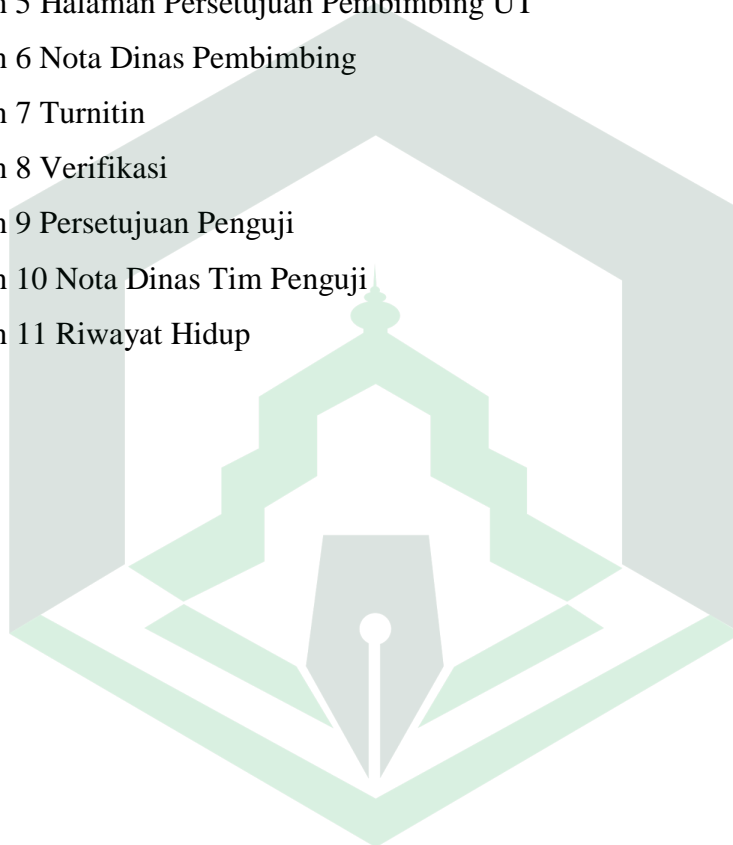 n 5 Halaman Persetujuan Pembimbing UT
n 6 Nota Dinas Pembimbing
n 7 Turnitin
n 8 Verifikasi
n 9 Persetujuan Penguji
n 10 Nota Dinas Tim Penguji
n 11 Riwayat Hidup